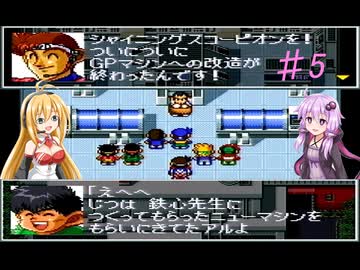 シャイニングスコーピオンを!
ついについに
GPマシンへの改造が
終わったんです!
#5
「えへへ
じつは 鉄心先生に
つくってもらったニューマシンを
もらいにきてたアルよ